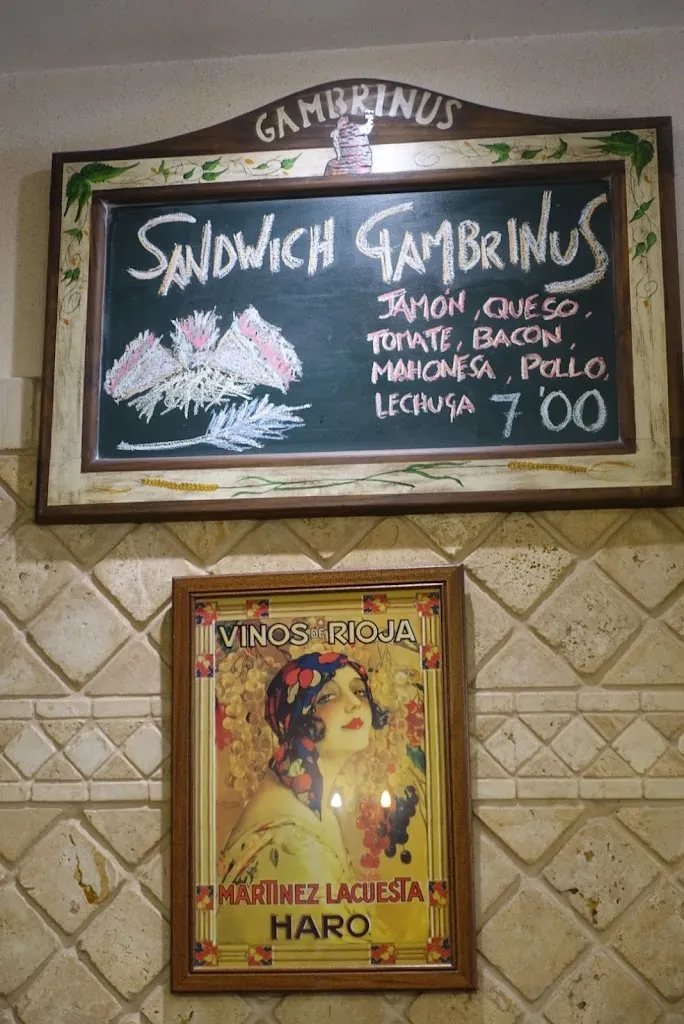 GAMBRINUS
SANDWICH GAMBRINUS
JAMÓN, QUESO,
TOMATE, BACON,
MAHONESA, POLLO,
LECHUGA 7'00
VINOS DE RIOJA
MARTINEZ LACUESTA
HARO